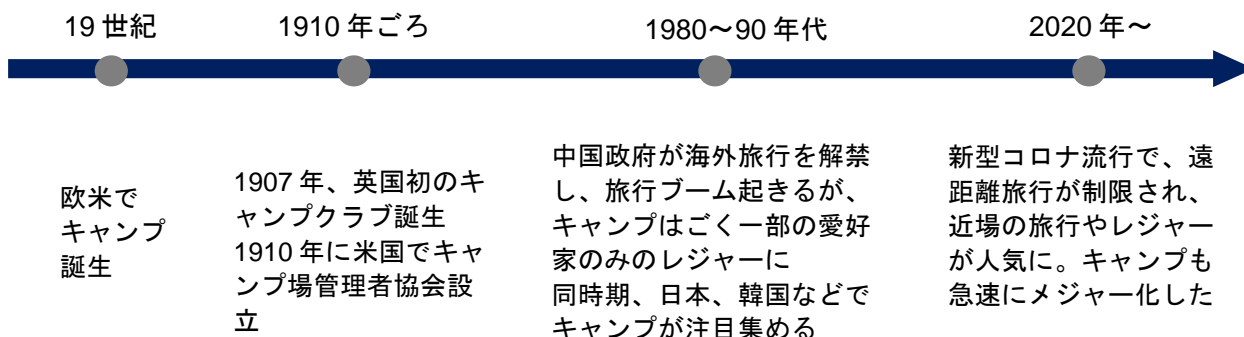 19 世紀
1910 年ごろ
1980～90 年代
2020 年～
欧米で
キャンプ
誕生
1907 年、英国初のキ
ャンプクラブ誕生
1910 年に米国でキャ
ンプ場管理者協会設
立
中国政府が海外旅行を解禁
し、旅行ブーム起きるが、
キャンプはごく一部の愛好
家のみのレジャーに
同時期、日本、韓国などで
キャンプが注目集める
新型コロナ流行で、遠
距離旅行が制限され、
近場の旅行やレジャー
が人気に。キャンプも
急速にメジャー化した